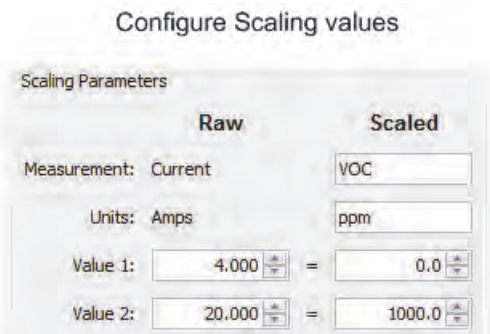 Configure Scaling values
Scaling Parameters
Raw Scaled
Measurement: Current VOC
Units: Amps ppm
Value 1: 4.000 = 0.0
Value 2: 20.000 = 1000.0